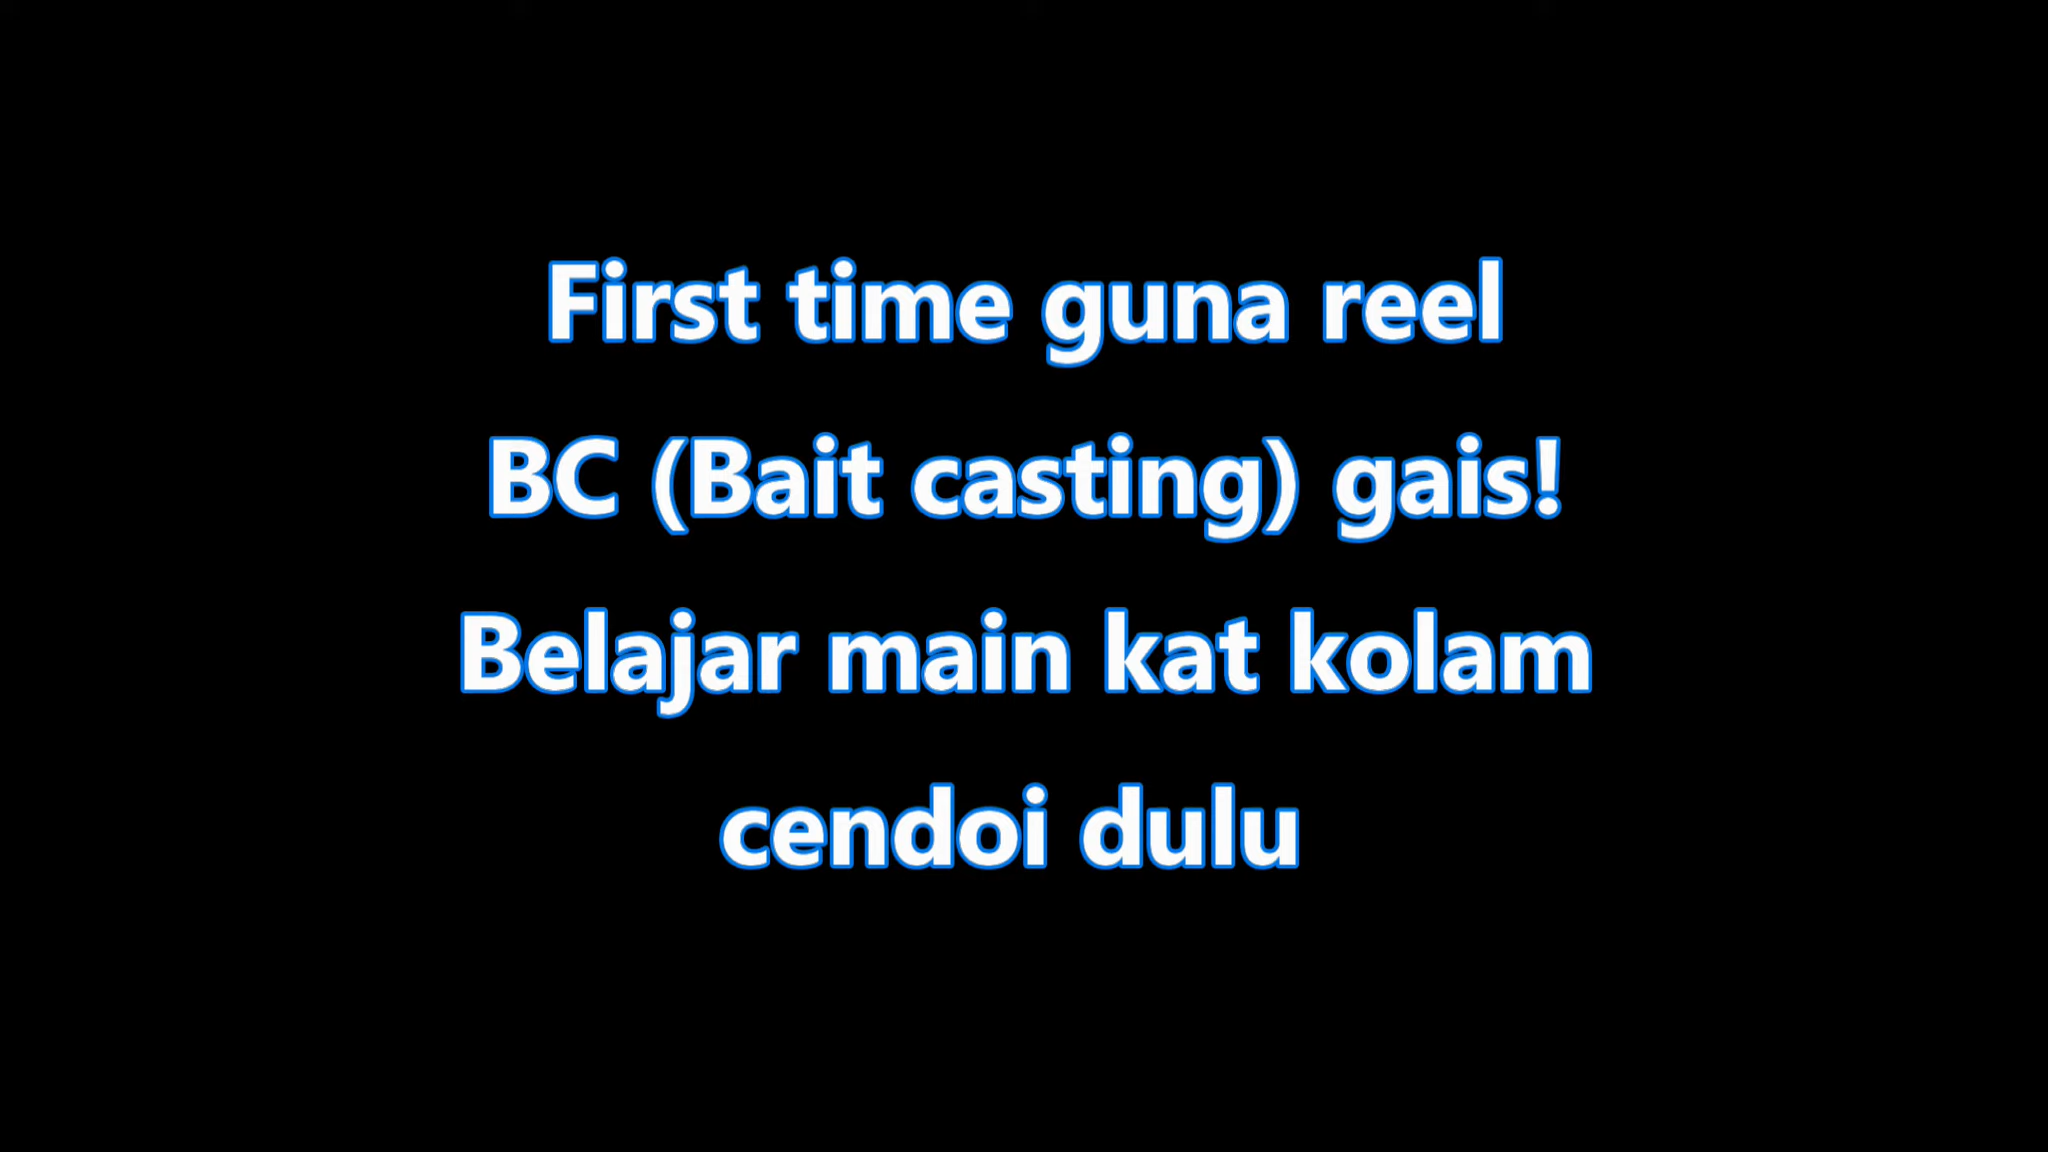 First time guna reel
BC (Bait casting) gais!
Belajar main kat kolam
cendoi dulu